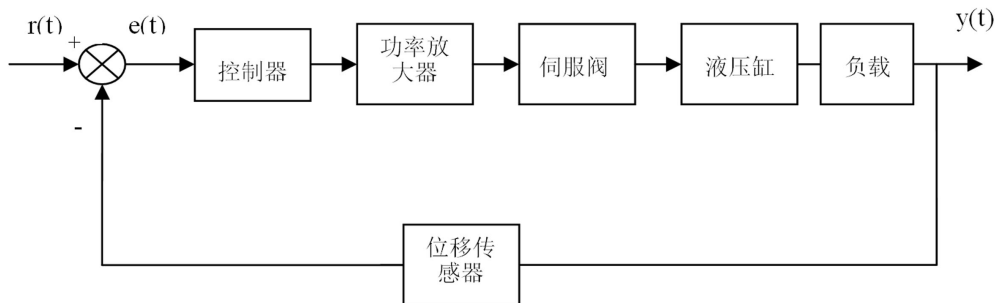 r(t)
+
e(t)
-
控制器
功率放
大器
伺服阀
液压缸
负载
y(t)
位移传
感器